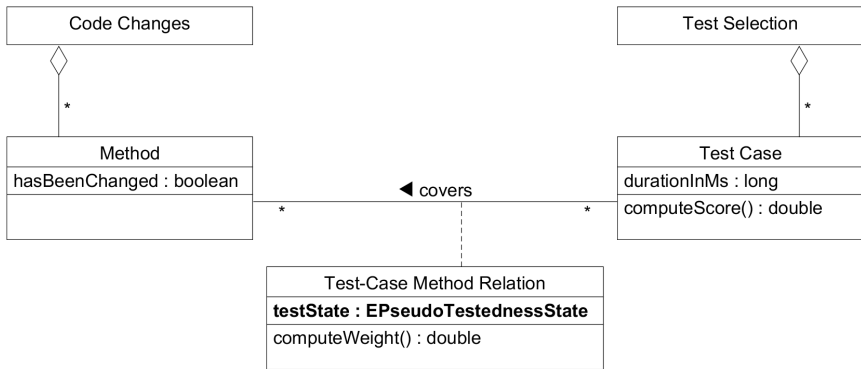 Code Changes
Test Selection
*
*
Method
hasBeenChanged : boolean
Test Case
durationInMs : long
computeScore() : double
◀ covers
*
*
Test-Case Method Relation
testState : EPseudoTestednessState
computeWeight() : double